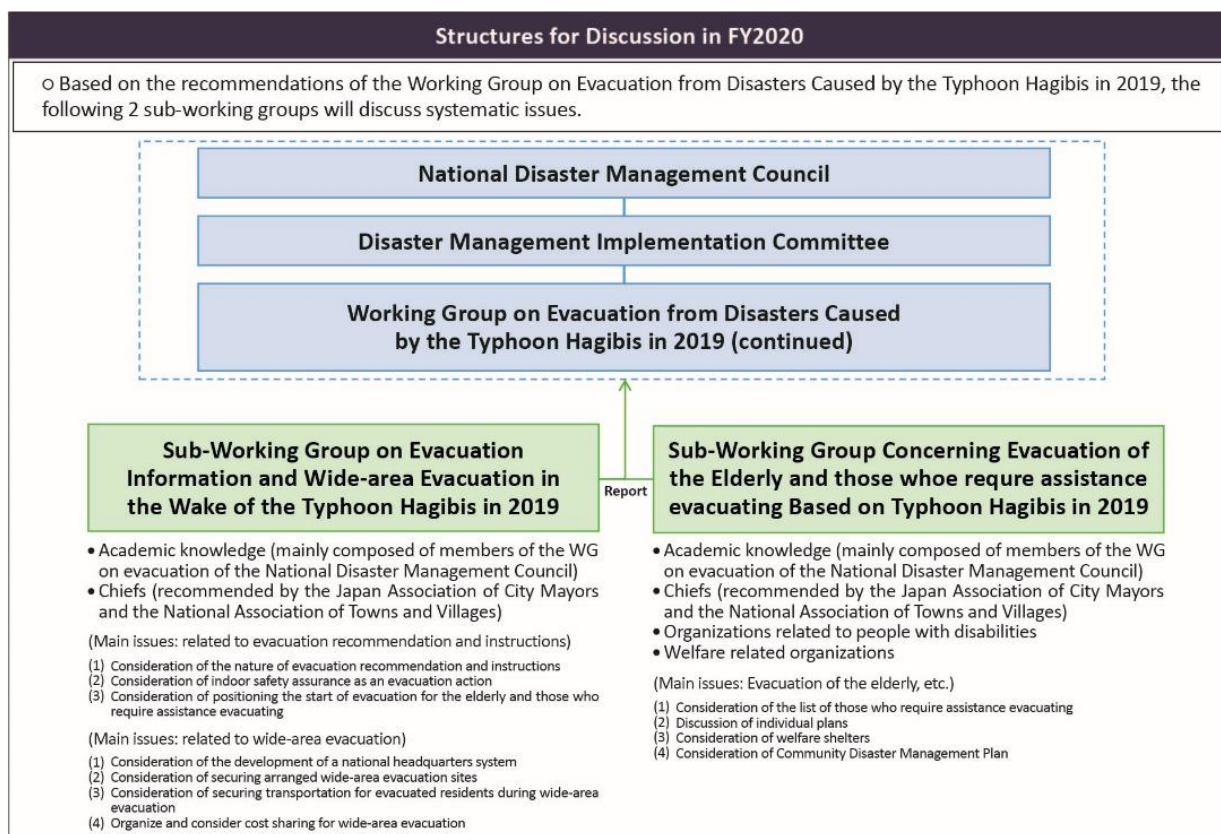 Structures for Discussion in FY2020
○ Based on the recommendations of the Working Group on Evacuation from Disasters Caused by the Typhoon Hagibis in 2019, the
following 2 sub-working groups will discuss systematic issues.
National Disaster Management Council
Disaster Management Implementation Committee
Working Group on Evacuation from Disasters Caused
by the Typhoon Hagibis in 2019 (continued)
Sub-Working Group on Evacuation
Information and Wide-area Evacuation in
the Wake of the Typhoon Hagibis in 2019
Report
Sub-Working Group Concerning Evacuation of
the Elderly and those whoe requre assistance
evacuating Based on Typhoon Hagibis in 2019
• Academic knowledge (mainly composed of members of the WG
on evacuation of the National Disaster Management Council)
• Chiefs (recommended by the Japan Association of City Mayors
and the National Association of Towns and Villages)
(Main issues: related to evacuation recommendation and instructions)
(1) Consideration of the nature of evacuation recommendation and instructions
(2) Consideration of indoor safety assurance as an evacuation action
(3) Consideration of positioning the start of evacuation for the elderly and those who
require assistance evacuating
(Main issues: related to wide-area evacuation)
(1) Consideration of the development of a national headquarters system
(2) Consideration of securing arranged wide-area evacuation sites
(3) Consideration of securing transportation for evacuated residents during wide-area
evacuation
(4) Organize and consider cost sharing for wide-area evacuation
• Academic knowledge (mainly composed of members of the WG
on evacuation of the National Disaster Management Council)
• Chiefs (recommended by the Japan Association of City Mayors
and the National Association of Towns and Villages)
• Organizations related to people with disabilities
• Welfare related organizations
(Main issues: Evacuation of the elderly, etc.)
(1) Consideration of the list of those who require assistance evacuating
(2) Discussion of individual plans
(3) Consideration of welfare shelters
(4) Consideration of Community Disaster Management Plan